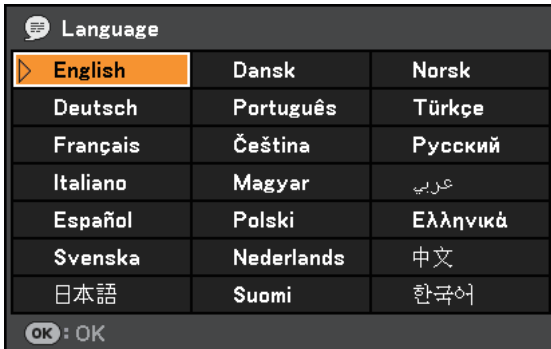 Language
English Dansk Norsk
Deutsch Português Türkçe
Français Čeština Русский
Italiano Magyar عربي
Español Polski Ελληνικά
Svenska Nederlands 中文
日本語 Suomi 한국어
OK : OK